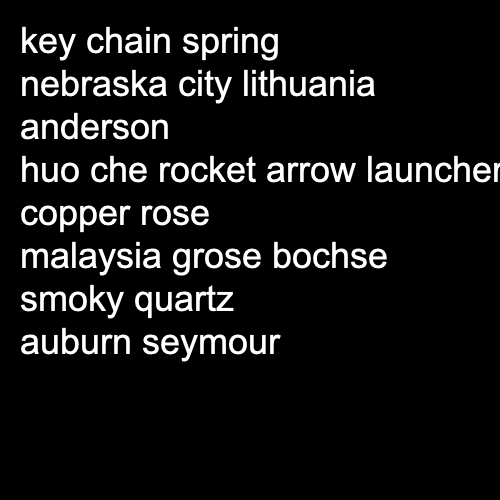 key chain spring
nebraska city lithuania
anderson
huo che rocket arrow launcher
copper rose
malaysia grose bochse
smoky quartz
auburn seymour